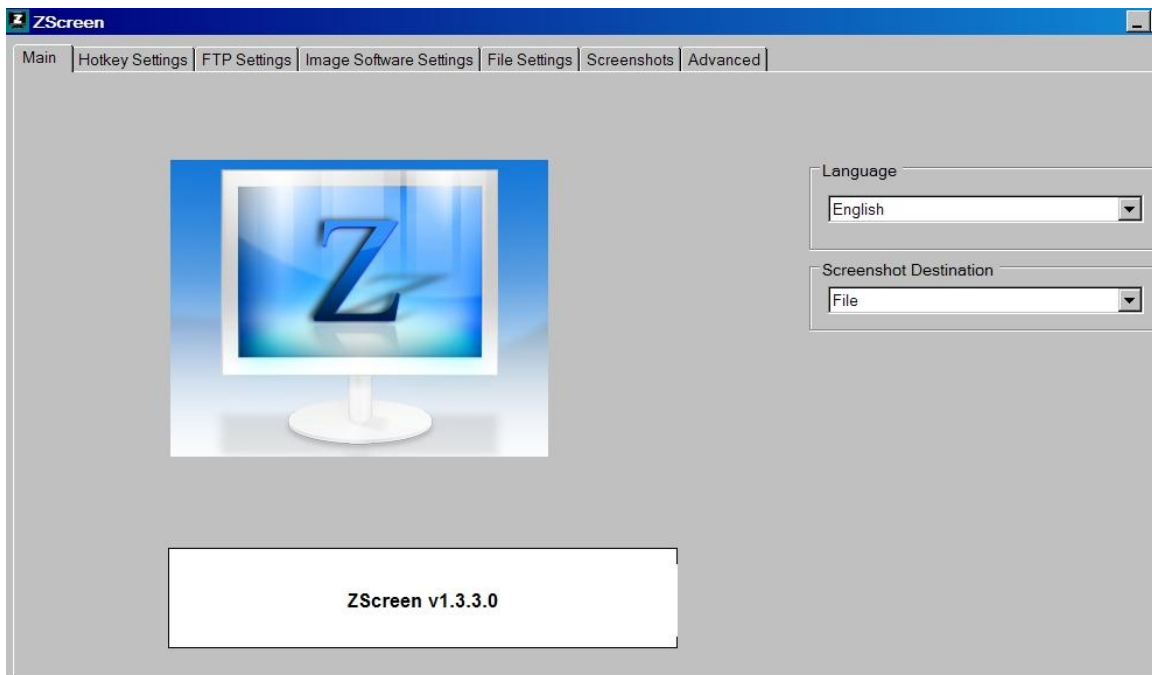 ZScreen
Main Hotkey Settings FTP Settings Image Software Settings File Settings Screenshots Advanced
Language
English
Screenshot Destination
File
Z
ZScreen v1.3.3.0